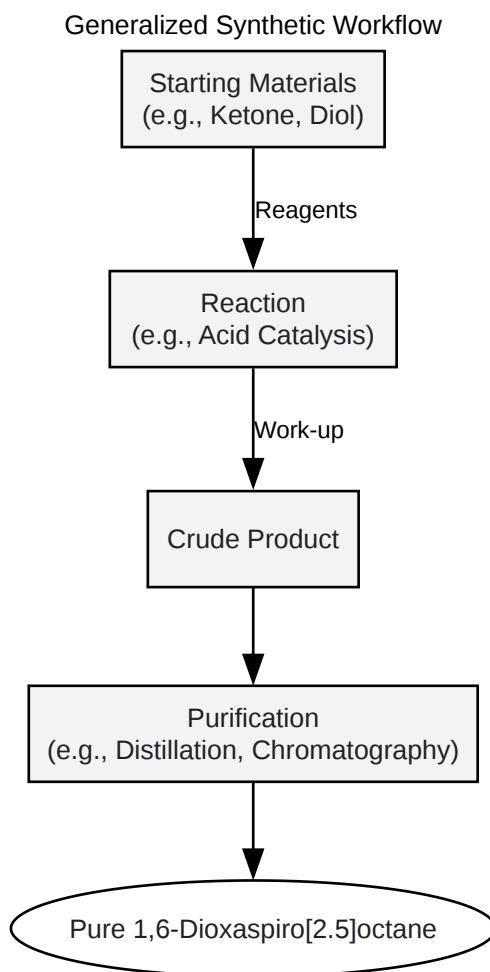 Generalized Synthetic Workflow
Starting Materials
(e.g., Ketone, Diol)
Reagents
Reaction
(e.g., Acid Catalysis)
Work-up
Crude Product
Purification
(e.g., Distillation, Chromatography)
Pure 1,6-Dioxaspiro[2.5]octane